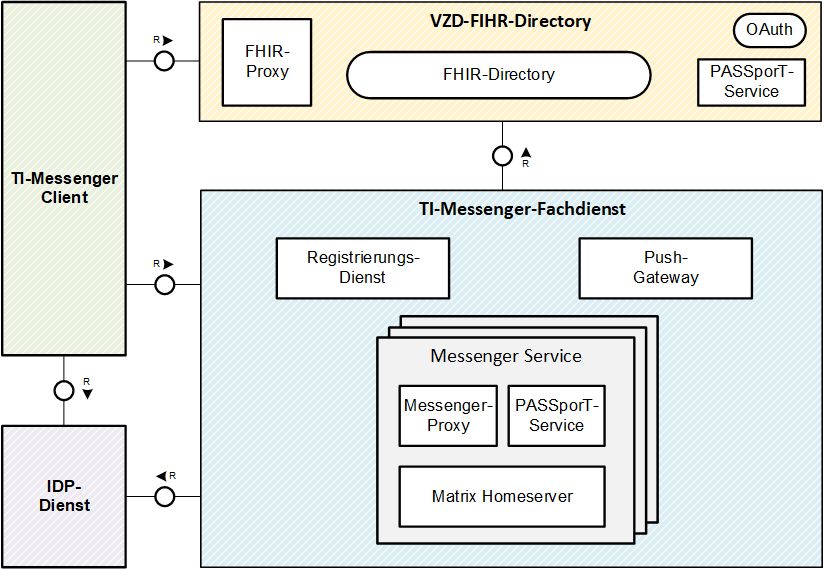 VZD-FIHR-Directory
OAuth
FHIR-
Proxy
FHIR-Directory
PASSporT-
Service
R
TI-Messenger
Client
R
TI-Messenger-Fachdienst
Registrierungs-
Dienst
Push-
Gateway
R
Messenger Service
Messenger-
Proxy
PASSporT-
Service
Matrix Homeserver
R
IDP-
Dienst
R